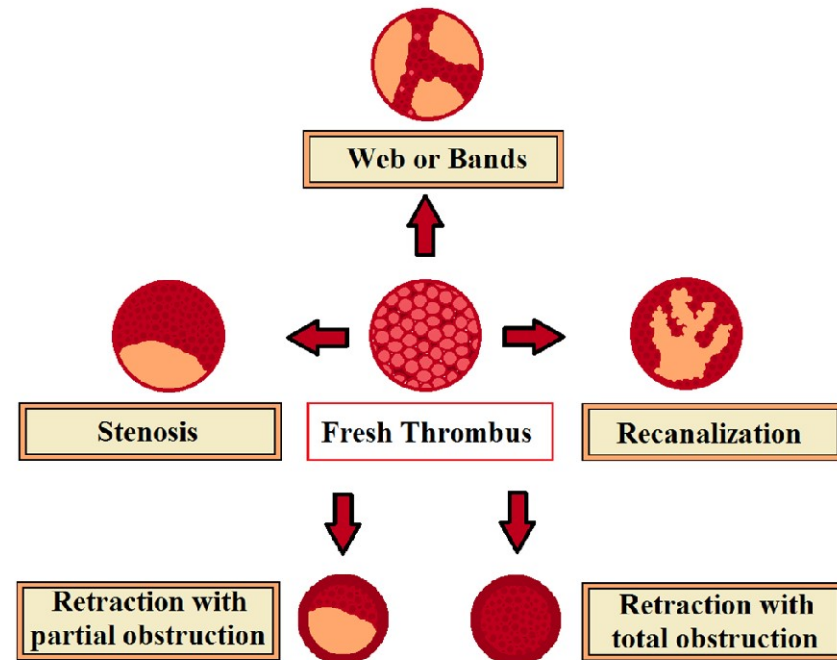 Web or Bands
Stenosis
Fresh Thrombus
Recanalization
Retraction with
partial obstruction
Retraction with
total obstruction